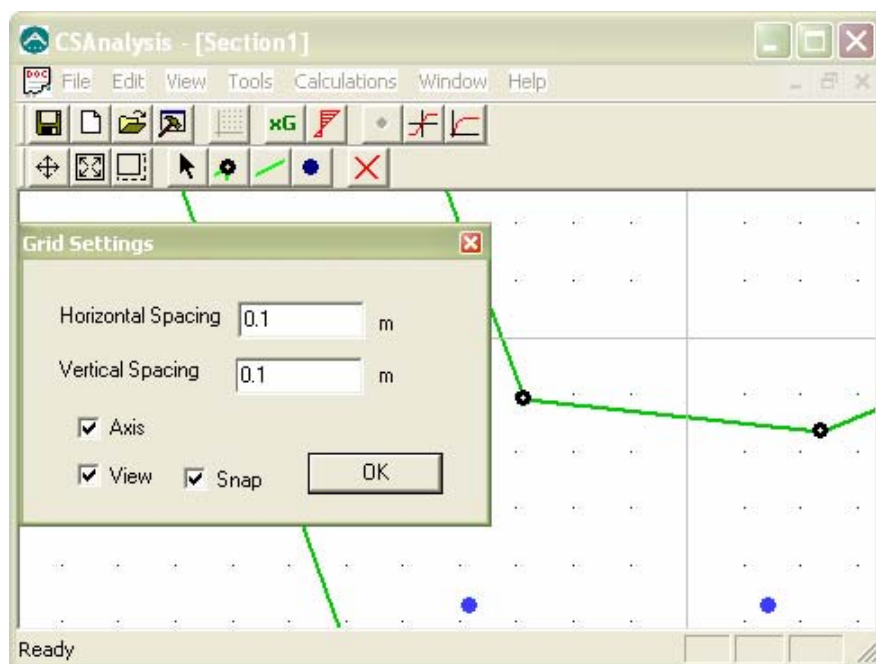 CSAnalysis - [Section1]
DOC File Edit View Tools Calculations Window Help
xG
Grid Settings
Horizontal Spacing 0.1 m
Vertical Spacing 0.1 m
Axis
View Snap OK
Ready